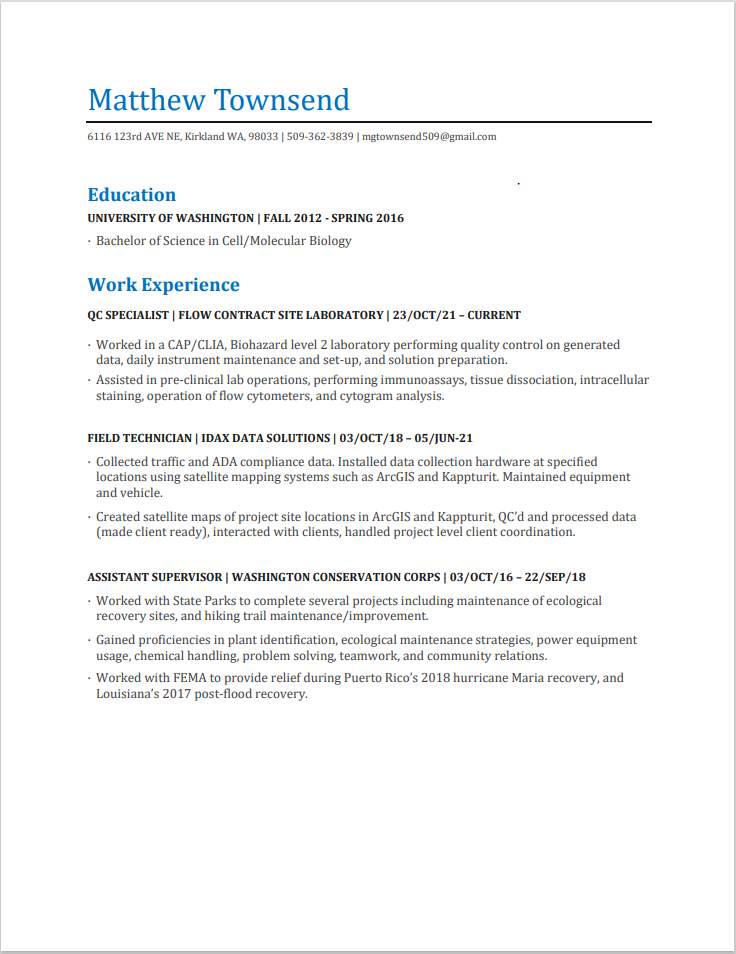 Matthew Townsend
6116 123rd AVE NE, Kirkland WA, 98033 | 509-362-3839 | mgtownsend509@gmail.com
Education
UNIVERSITY OF WASHINGTON | FALL 2012 - SPRING 2016
· Bachelor of Science in Cell/Molecular Biology
Work Experience
QC SPECIALIST | FLOW CONTRACT SITE LABORATORY | 23/OCT/21 – CURRENT
· Worked in a CAP/CLIA, Biohazard level 2 laboratory performing quality control on generated
data, daily instrument maintenance and set-up, and solution preparation.
· Assisted in pre-clinical lab operations, performing immunoassays, tissue dissociation, intracellular
staining, operation of flow cytometers, and cytogram analysis.
FIELD TECHNICIAN | IDAX DATA SOLUTIONS | 03/OCT/18 – 05/JUN-21
· Collected traffic and ADA compliance data. Installed data collection hardware at specified
locations using satellite mapping systems such as ArcGIS and Kappturit. Maintained equipment
and vehicle.
· Created satellite maps of project site locations in ArcGIS and Kappturit, QC'd and processed data
(made client ready), interacted with clients, handled project level client coordination.
ASSISTANT SUPERVISOR | WASHINGTON CONSERVATION CORPS | 03/OCT/16 – 22/SEP/18
· Worked with State Parks to complete several projects including maintenance of ecological
recovery sites, and hiking trail maintenance/improvement.
· Gained proficiencies in plant identification, ecological maintenance strategies, power equipment
usage, chemical handling, problem solving, teamwork, and community relations.
· Worked with FEMA to provide relief during Puerto Rico's 2018 hurricane Maria recovery, and
Louisiana's 2017 post-flood recovery.